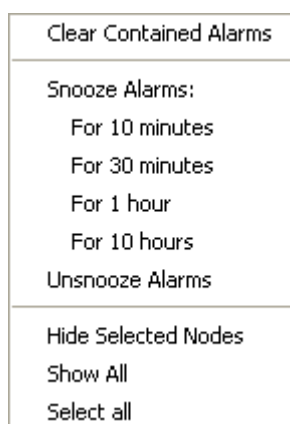 Clear Contained Alarms
Snooze Alarms:
For 10 minutes
For 30 minutes
For 1 hour
For 10 hours
Unsnooze Alarms
Hide Selected Nodes
Show All
Select all